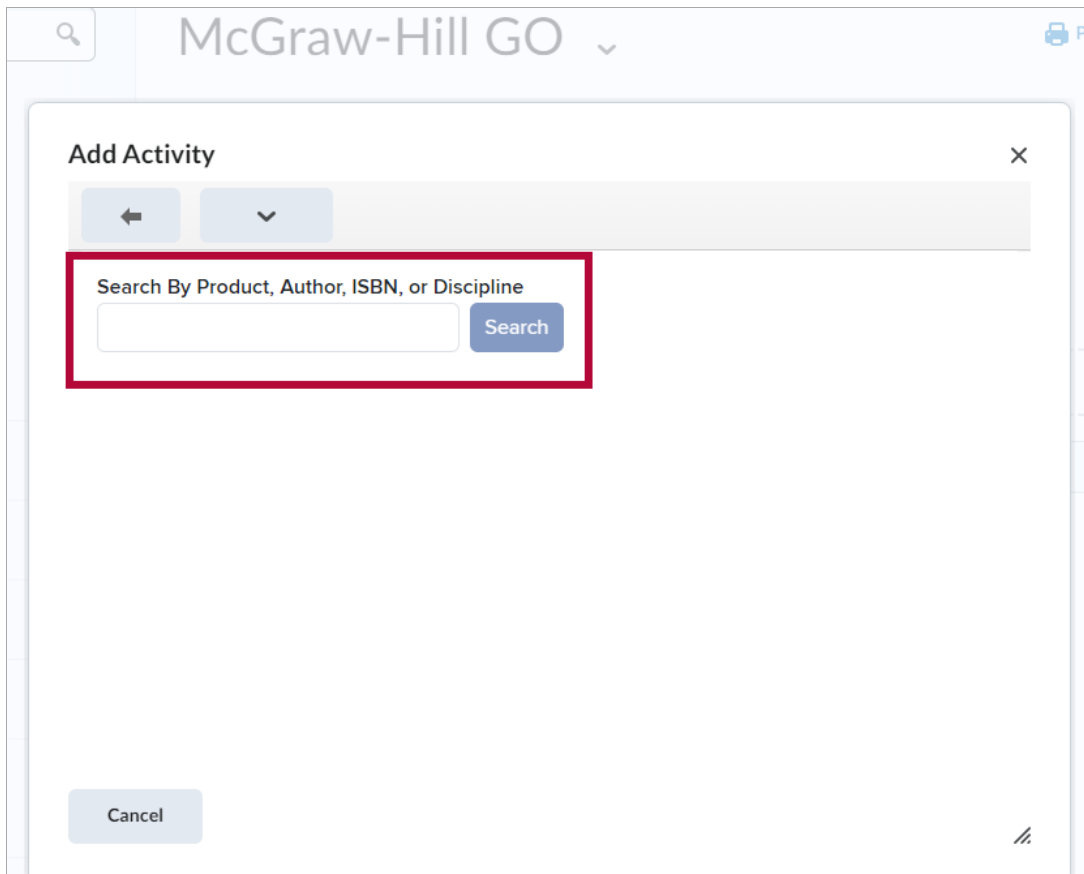 McGraw-Hill GO
P
Add Activity
Search By Product, Author, ISBN, or Discipline
Search
Cancel